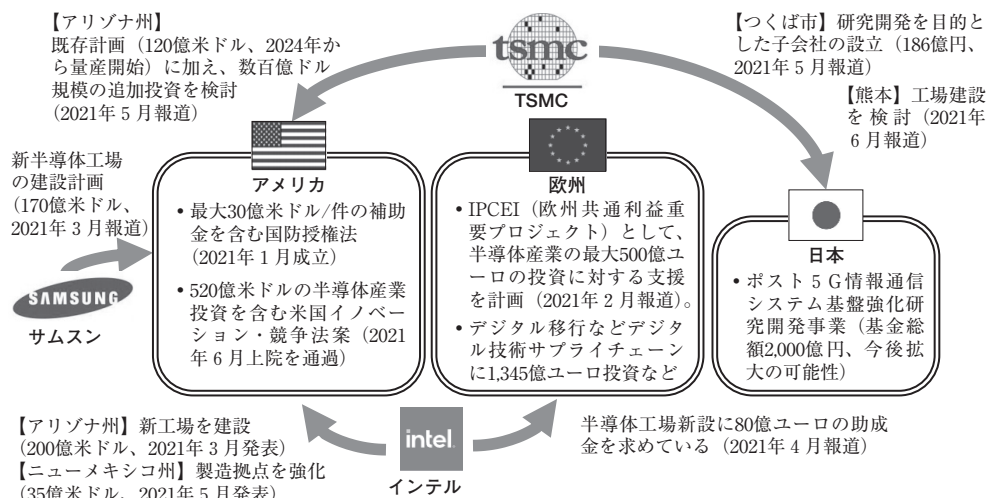 【アリゾナ州】
既存計画（120億米ドル、2024年か
ら量産開始）に加え、数百億ドル
規模の追加投資を検討
（2021年５月報道）
tsmc
TSMC
【つくば市】研究開発を目的と
した子会社の設立（186億円、
2021年５月報道）
【熊本】工場建設
を検討（2021年
６月報道）
新半導体工場
の建設計画
（170億米ドル、
2021年３月報道）
SAMSUNG
サムスン
アメリカ
• 最大30億米ドル/件の補助
金を含む国防授権法
（2021年１月成立）
• 520億米ドルの半導体産業
投資を含む米国イノベー
ション・競争法案（2021
年６月上院を通過）
欧州
• IPCEI（欧州共通利益重
要プロジェクト）として、
半導体産業の最大500億ユ
ーロの投資に対する支援
を計画（2021年２月報道）。
• デジタル移行などデジタ
ル技術サプライチェーン
に1,345億ユーロ投資など
日本
• ポスト５Ｇ情報通信
システム基盤強化研
究開発事業（基金総
額2,000億円、今後拡
大の可能性）
【アリゾナ州】新工場を建設
（200億米ドル、2021年３月発表）
【ニューメキシコ州】製造拠点を強化
（35億米ドル、2021年５月発表）
intel
インテル
半導体工場新設に80億ユーロの助成
金を求めている（2021年４月報道）